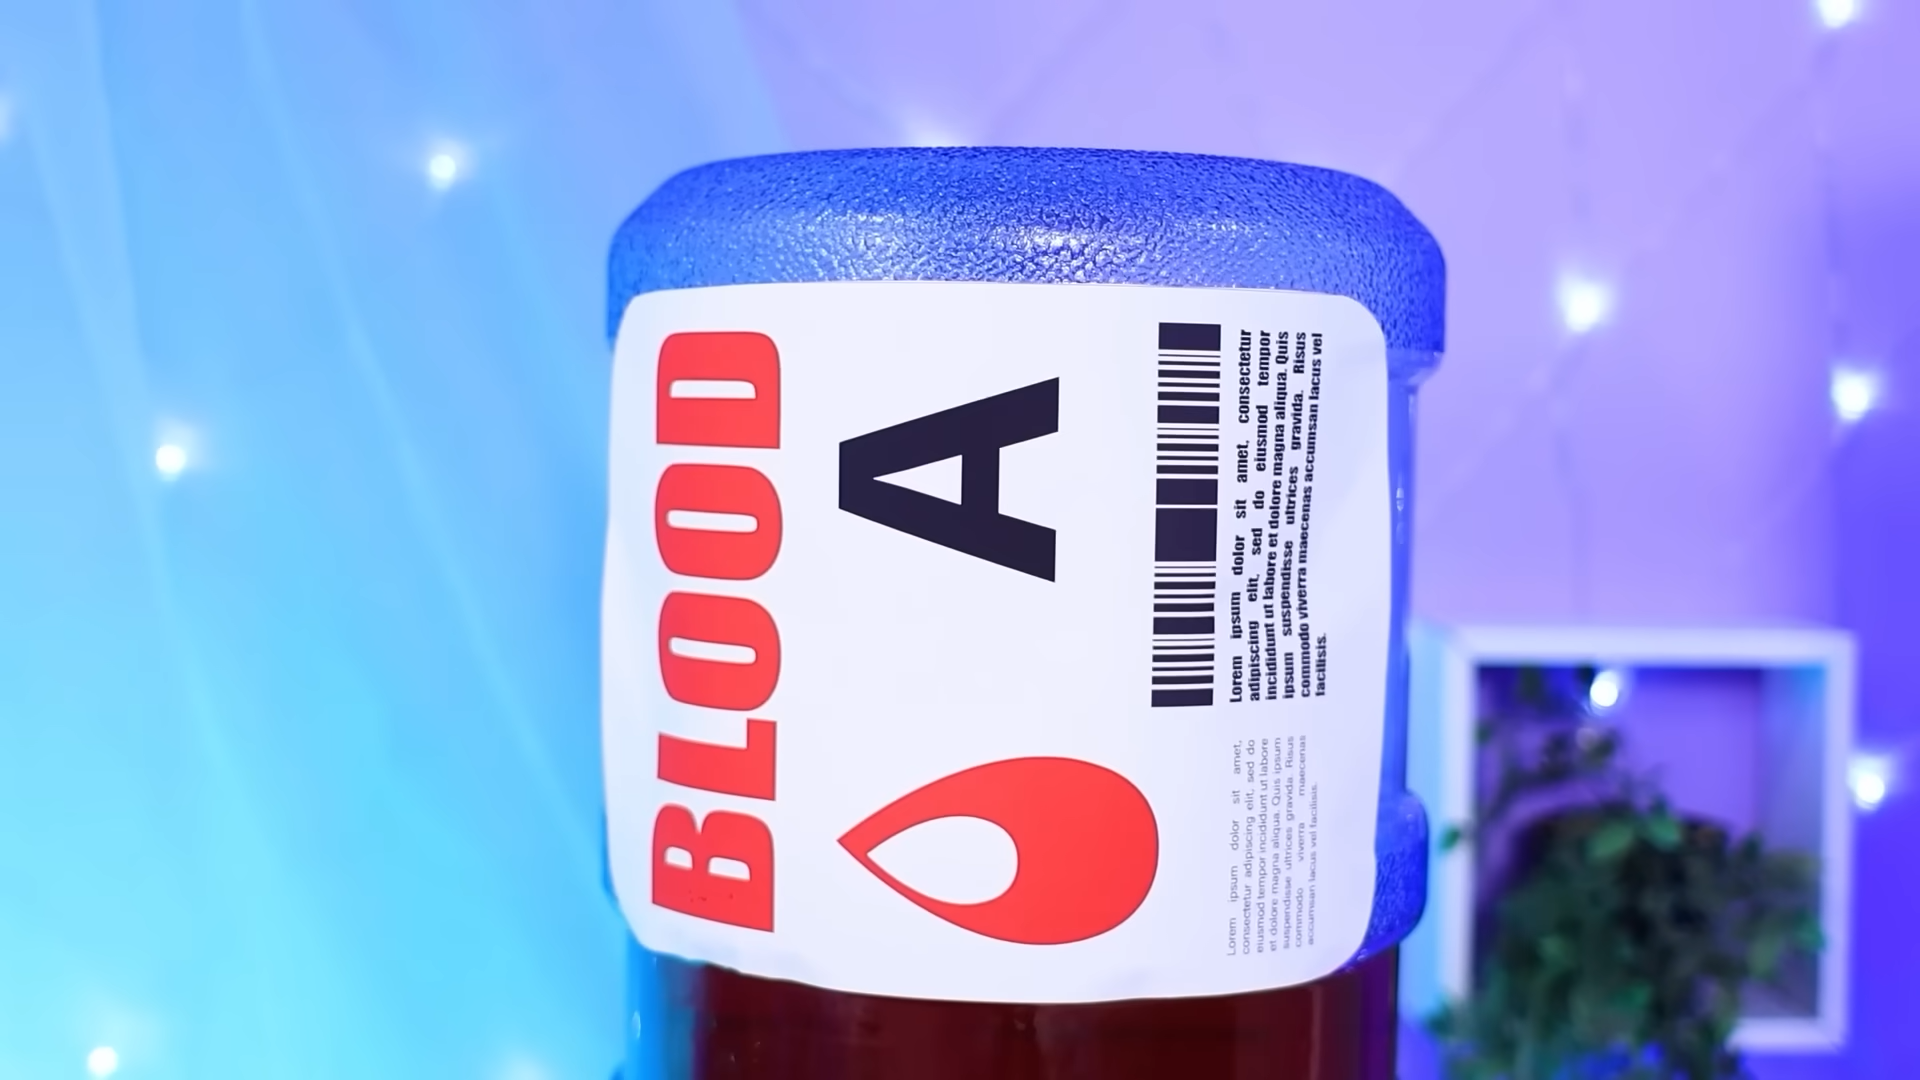 BLOOD
A
Lorem ipsum dolor sit amet, consectetur
adipiscing elit, sed do eiusmod tempor
incididunt ut labore et dolore magna aliqua. Quis
ipsum suspendisse ultrices gravida. Risus
commodo viverra maecenas accumsan lacus vel
facilisis.
Lorem ipsum dolor sit amet,
consectetur adipiscing elit, sed do
eiusmod tempor incididunt ut labore
et dolore magna aliqua. Quis ipsum
suspendisse ultrices gravida. Risus
commodo viverra maecenas
accumsan lacus vel facilisis.